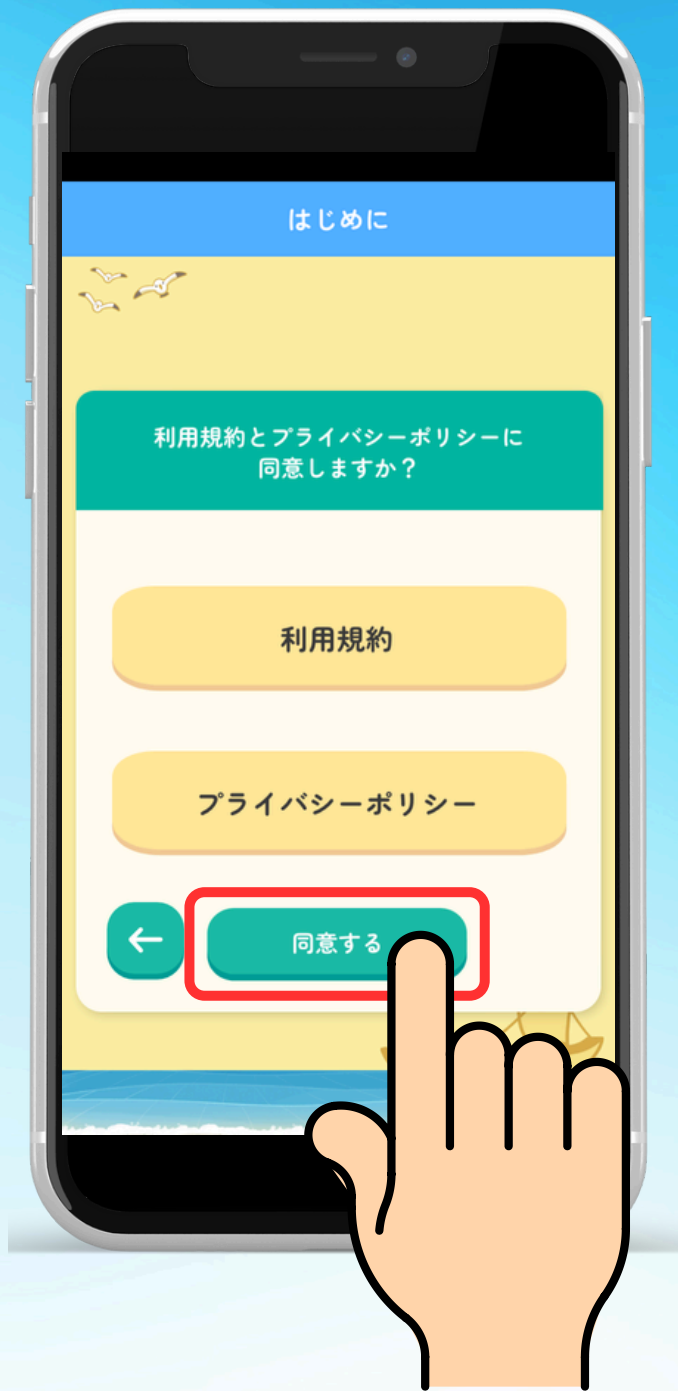 はじめに
利用規約とプライバシーポリシーに
同意しますか？
利用規約
プライバシーポリシー
同意する